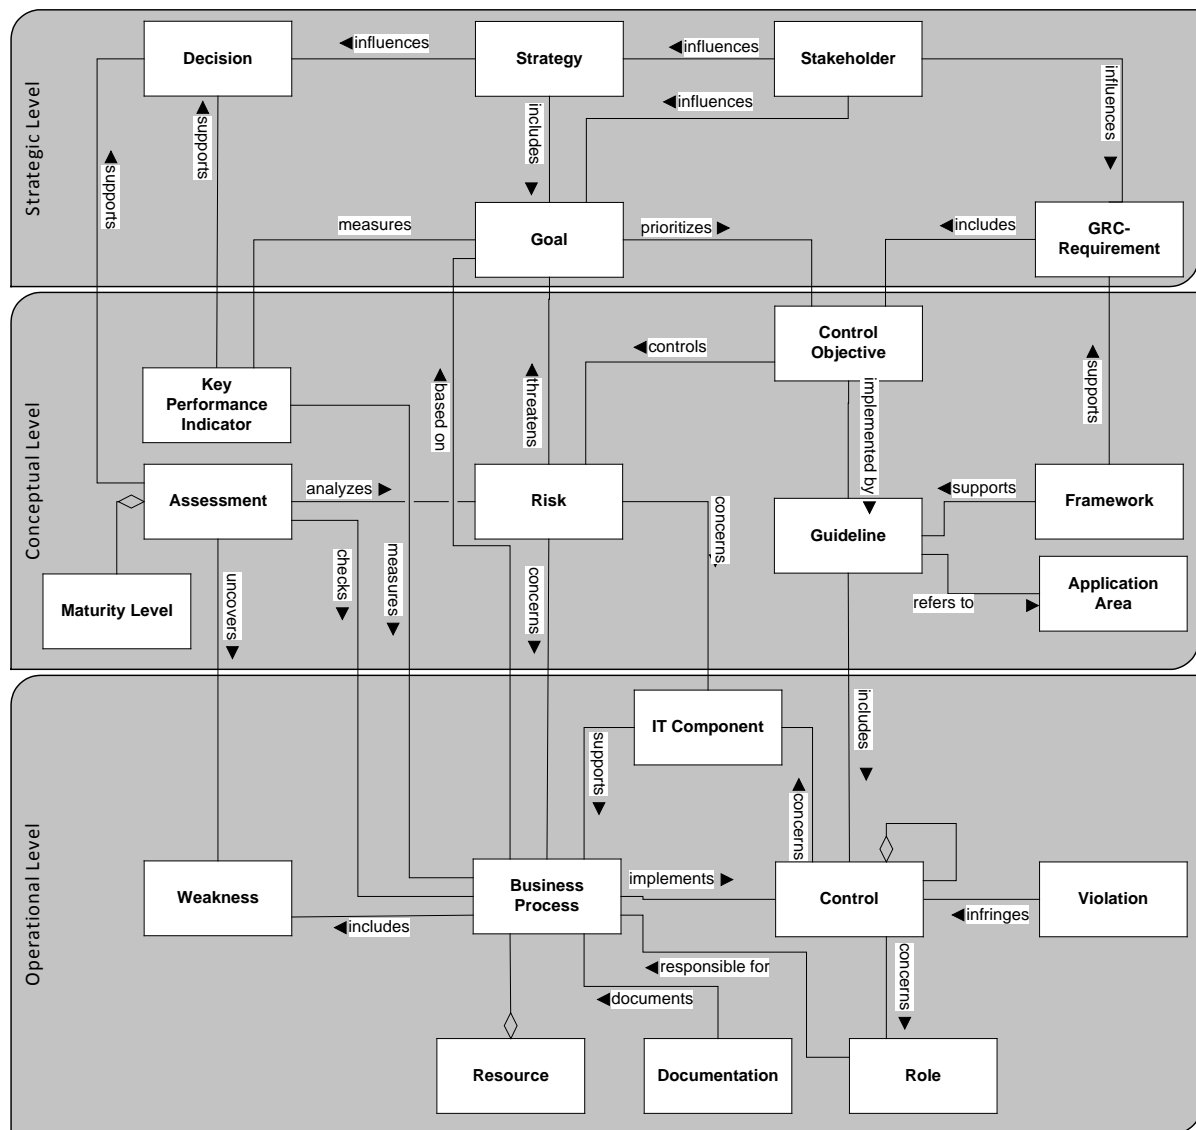 Strategic Level
Decision
influences
Strategy
influences
Stakeholder
influences
influences
includes
supports
supports
measures
Goal
prioritizes
includes
GRC-
Requirement
Conceptual Level
Control
Objective
controls
implemented by
supports
Key
Performance
Indicator
based on
threatens
Assessment
analyzes
Risk
concerns
Guideline
supports
Framework
refers to
Application
Area
Maturity Level
uncovers
checks
measures
concerns
Operational Level
IT Component
supports
includes
concerns
Weakness
includes
Business
Process
implements
Control
infringes
Violation
responsible for
documents
concerns
Resource
Documentation
Role